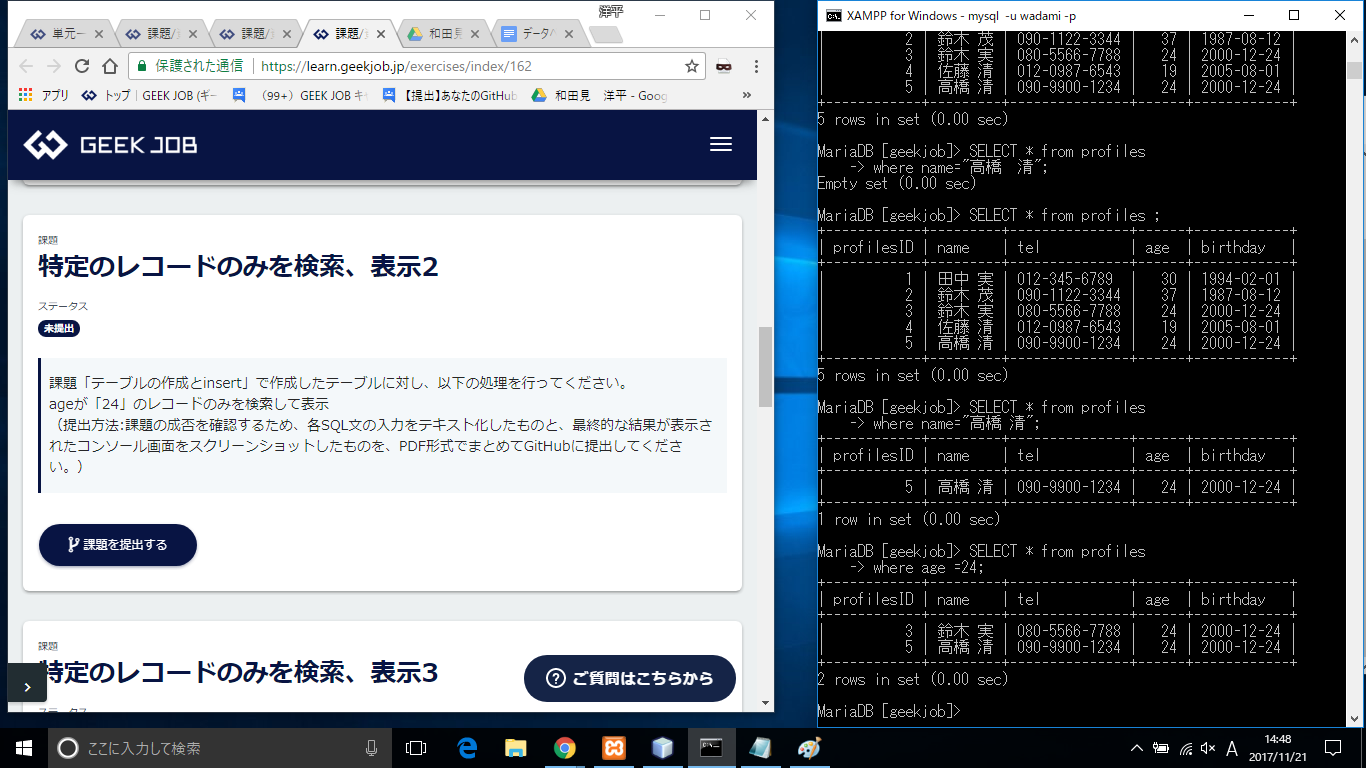 洋平
単元一
課題/
課題/
課題/
和田見
データベ
保護された通信
https://learn.geekjob.jp/exercises/index/162
アプリ
トップ | GEEK JOB (ギー
(99+) GEEK JOB キ
【提出】あなたのGitHub
和田見 洋平 - Goog
»
GEEK JOB
課題
特定のレコードのみを検索、表示2
ステータス
未提出
課題「テーブルの作成とinsert」で作成したテーブルに対し、以下の処理を行ってください。
ageが「24」のレコードのみを検索して表示
（提出方法:課題の成否を確認するため、各SQL文の入力をテキスト化したものと、最終的な結果が表示さ
れたコンソール画面をスクリーンショットしたものを、PDF形式でまとめてGitHubに提出してくださ
い。）
課題を提出する
課題
特定のレコードのみを検索、表示3
ステータス
ご質問はこちらから
XAMPP for Windows - mysql -u wadami -p
| 2 | 鈴木 茂 | 090-1122-3344 | 37 | 1987-08-12 |
| 3 | 鈴木 実 | 080-5566-7788 | 24 | 2000-12-24 |
| 4 | 佐藤 清 | 012-0987-6543 | 19 | 2005-08-01 |
| 5 | 高橋 清 | 090-9900-1234 | 24 | 2000-12-24 |
5 rows in set (0.00 sec)
MariaDB [geekjob]> SELECT * from profiles
-> where name="高橋　清";
Empty set (0.00 sec)
MariaDB [geekjob]> SELECT * from profiles ;
| profilesID | name | tel | age | birthday |
| 1 | 田中 実 | 012-345-6789 | 30 | 1994-02-01 |
| 2 | 鈴木 茂 | 090-1122-3344 | 37 | 1987-08-12 |
| 3 | 鈴木 実 | 080-5566-7788 | 24 | 2000-12-24 |
| 4 | 佐藤 清 | 012-0987-6543 | 19 | 2005-08-01 |
| 5 | 高橋 清 | 090-9900-1234 | 24 | 2000-12-24 |
5 rows in set (0.00 sec)
MariaDB [geekjob]> SELECT * from profiles
-> where name="高橋 清";
| profilesID | name | tel | age | birthday |
| 5 | 高橋 清 | 090-9900-1234 | 24 | 2000-12-24 |
1 row in set (0.00 sec)
MariaDB [geekjob]> SELECT * from profiles
-> where age =24;
| profilesID | name | tel | age | birthday |
| 3 | 鈴木 実 | 080-5566-7788 | 24 | 2000-12-24 |
| 5 | 高橋 清 | 090-9900-1234 | 24 | 2000-12-24 |
2 rows in set (0.00 sec)
MariaDB [geekjob]>
ここに入力して検索
A
14:48
2017/11/21